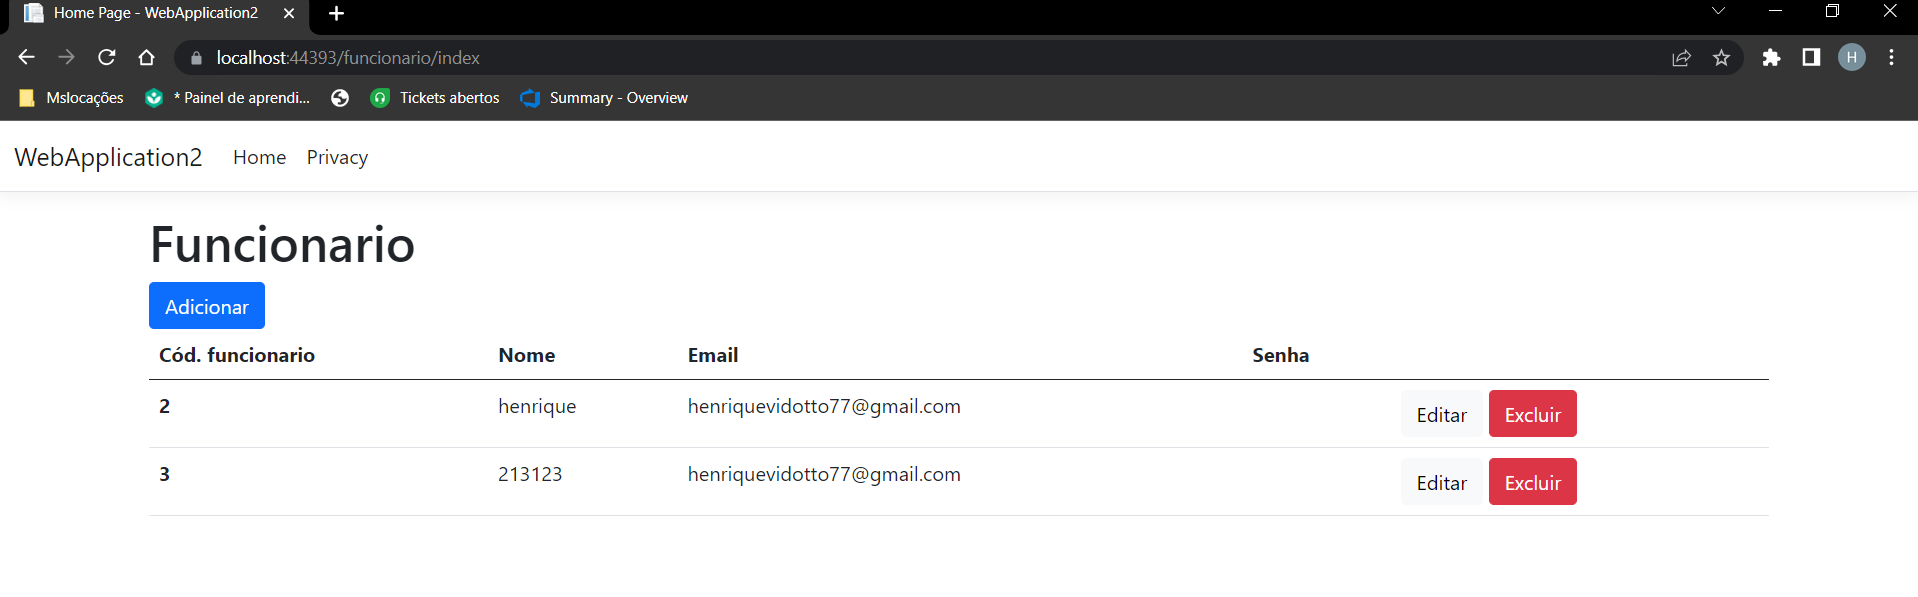 Home Page - WebApplication2
localhost:44393/funcionario/index
H
Mslocações * Painel de aprendi... Tickets abertos Summary - Overview
WebApplication2 Home Privacy
Funcionario
Adicionar
Cód. funcionario Nome Email Senha
2 henrique henriquevidotto77@gmail.com Editar Excluir
3 213123 henriquevidotto77@gmail.com Editar Excluir